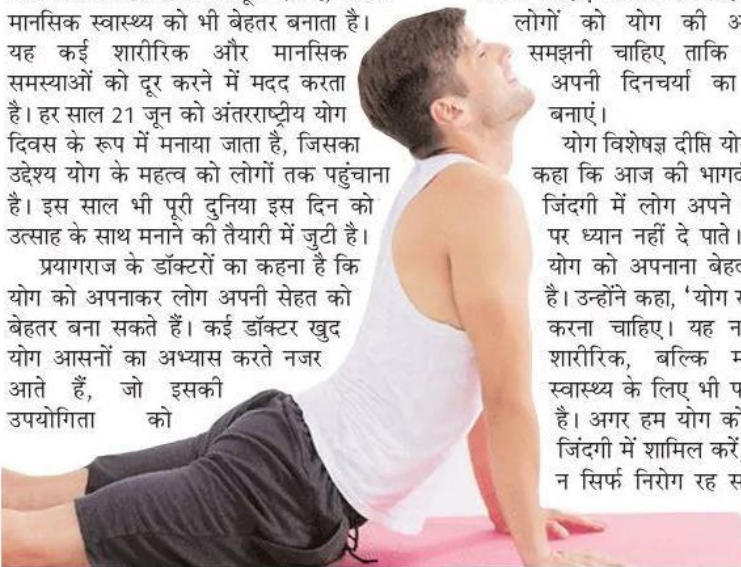 मानसिक स्वास्थ्य को भी बेहतर बनाता है।
यह कई शारीरिक और मानसिक
समस्याओं को दूर करने में मदद करता
है। हर साल 21 जून को अंतरराष्ट्रीय योग
दिवस के रूप में मनाया जाता है, जिसका
उद्देश्य योग के महत्व को लोगों तक पहुंचाना
है। इस साल भी पूरी दुनिया इस दिन को
उत्साह के साथ मनाने की तैयारी में जुटी है।
प्रयागराज के डॉक्टरों का कहना है कि
योग को अपनाकर लोग अपनी सेहत को
बेहतर बना सकते हैं। कई डॉक्टर खुद
योग आसनों का अभ्यास करते नजर
आते हैं, जो इसकी
उपयोगिता को
लोगों को योग की
समझनी चाहिए ताकि
अपनी दिनचर्या का
बनाएं।
योग विशेषज्ञ दीप्ति
कहा कि आज की
जिंदगी में लोग अपने
पर ध्यान नहीं दे पाते।
योग को अपनाना
है। उन्होंने कहा, 'योग
करना चाहिए। यह
शारीरिक, बल्कि
स्वास्थ्य के लिए भी
है। अगर हम योग को
जिंदगी में शामिल करें,
न सिर्फ निरोग रह